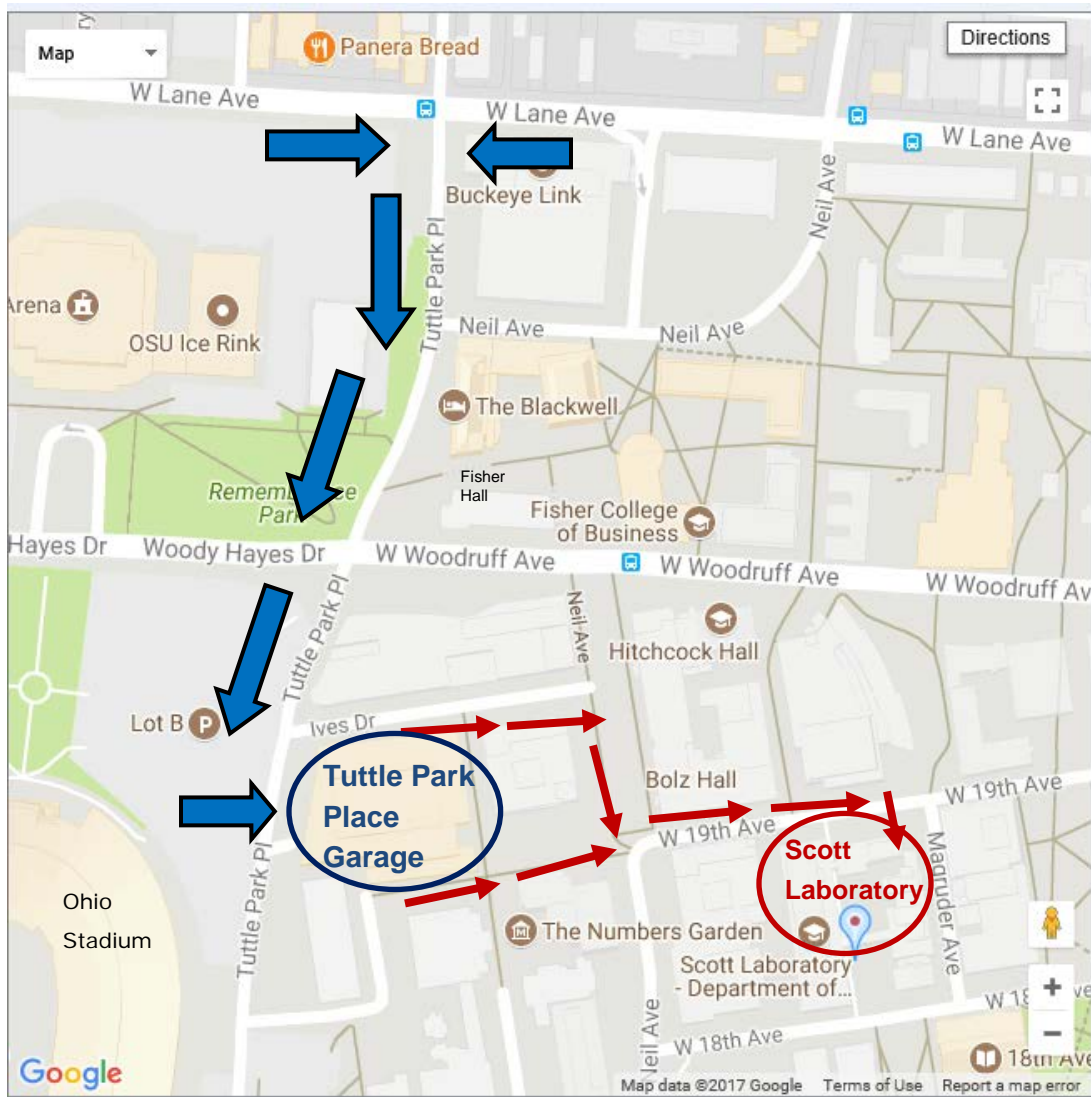 Map
Panera Bread
Directions
W Lane Ave
W Lane Ave
W Lane Ave
Buckeye Link
Neil Ave
Tuttle Park Pl
Arena
OSU Ice Rink
Neil Ave
Neil Ave
The Blackwell
Fisher
Hall
Fisher College
of Business
Hayes Dr
Woody Hayes Dr
W Woodruff Ave
W Woodruff Ave
W Woodruff Av
Tuttle Park Pl
Neil Ave
Hitchcock Hall
Lot B
P
Ives Dr
Tuttle Park
Place
Garage
Bolz Hall
W 19th Ave
W 19th Ave
Scott
Laboratory
Magruder Ave
Ohio
Stadium
Tuttle Park Pl
The Numbers Garden
Scott Laboratory
- Department of...
Neil Ave
W 18th Ave
W 18
18th Ave
+
−
Google
Map data ©2017 Google Terms of Use Report a map error